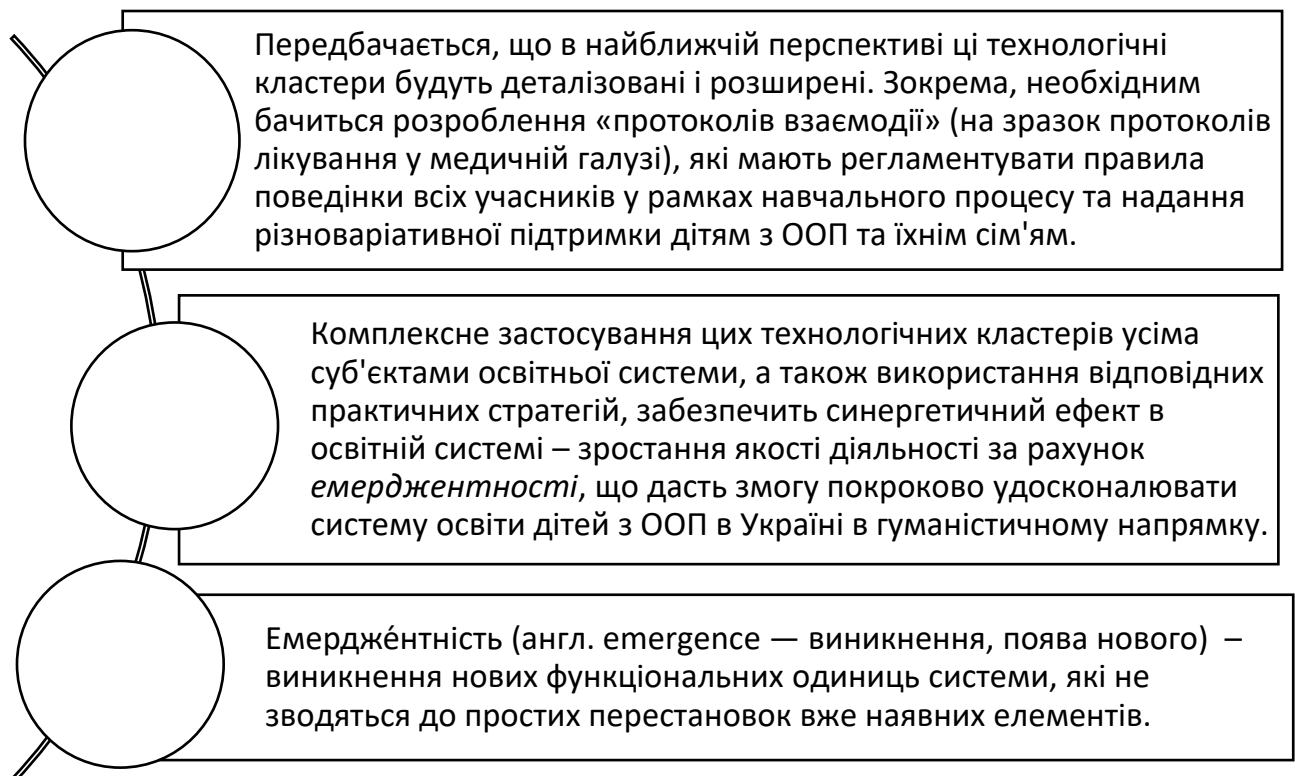 Передбачається, що в найближчій перспективі ці технологічні
кластери будуть деталізовані і розширені. Зокрема, необхідним
бачиться розроблення «протоколів взаємодії» (на зразок протоколів
лікування у медичній галузі), які мають регламентувати правила
поведінки всіх учасників у рамках навчального процесу та надання
різноваріативної підтримки дітям з ООП та їхнім сім'ям.
Комплексне застосування цих технологічних кластерів усіма
суб'єктами освітньої системи, а також використання відповідних
практичних стратегій, забезпечить синергетичний ефект в
освітній системі – зростання якості діяльності за рахунок
емерджентності, що дасть змогу покроково удосконалювати
систему освіти дітей з ООП в Україні в гуманістичному напрямку.
Емердже́нтність (англ. emergence — виникнення, поява нового) –
виникнення нових функціональних одиниць системи, які не
зводяться до простих перестановок вже наявних елементів.